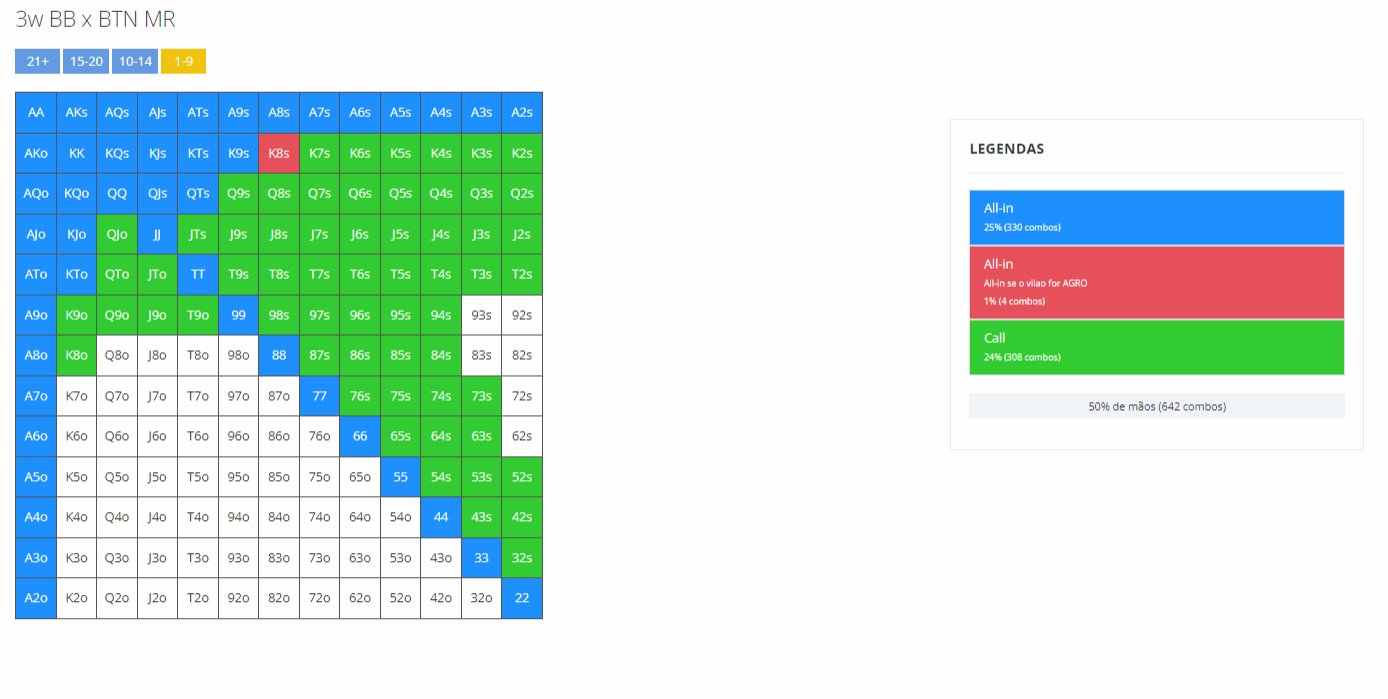 3w BB x BTN MR
21+ 15-20 10-14 1-9
AA AKs AQs AJs ATs A9s A8s A7s A6s A5s A4s A3s A2s
AKo KK KQs KJs KTs K9s K8s K7s K6s K5s K4s K3s K2s
AQo KQo QQ QJs QTs Q9s Q8s Q7s Q6s Q5s Q4s Q3s Q2s
AJo KJo QJo JJ JTs J9s J8s J7s J6s J5s J4s J3s J2s
ATo KTo QTo JTo TT T9s T8s T7s T6s T5s T4s T3s T2s
A9o K9o Q9o J9o T9o 99 98s 97s 96s 95s 94s 93s 92s
A8o K8o Q8o J8o T8o 98o 88 87s 86s 85s 84s 83s 82s
A7o K7o Q7o J7o T7o 97o 87o 77 76s 75s 74s 73s 72s
A6o K6o Q6o J6o T6o 96o 86o 76o 66 65s 64s 63s 62s
A5o K5o Q5o J5o T5o 95o 85o 75o 65o 55 54s 53s 52s
A4o K4o Q4o J4o T4o 94o 84o 74o 64o 54o 44 43s 42s
A3o K3o Q3o J3o T3o 93o 83o 73o 63o 53o 43o 33 32s
A2o K2o Q2o J2o T2o 92o 82o 72o 62o 52o 42o 32o 22
LEGENDAS
All-in
25% (330 combos)
All-in
All-in se o vilao for AGRO
1% (4 combos)
Call
24% (308 combos)
50% de mãos (642 combos)